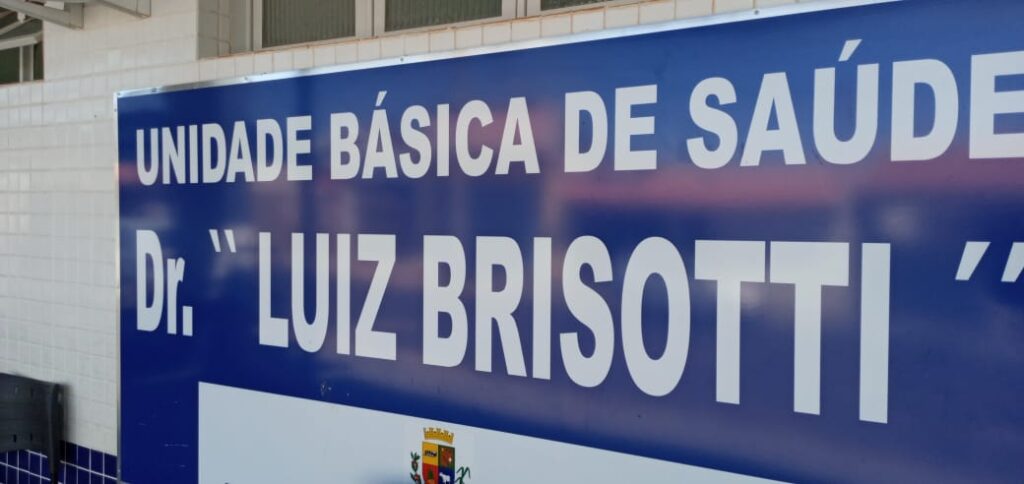 UNIDADE BÁSICA DE SAÚDE
Dr. `` LUIZ BRISOTTI ´´